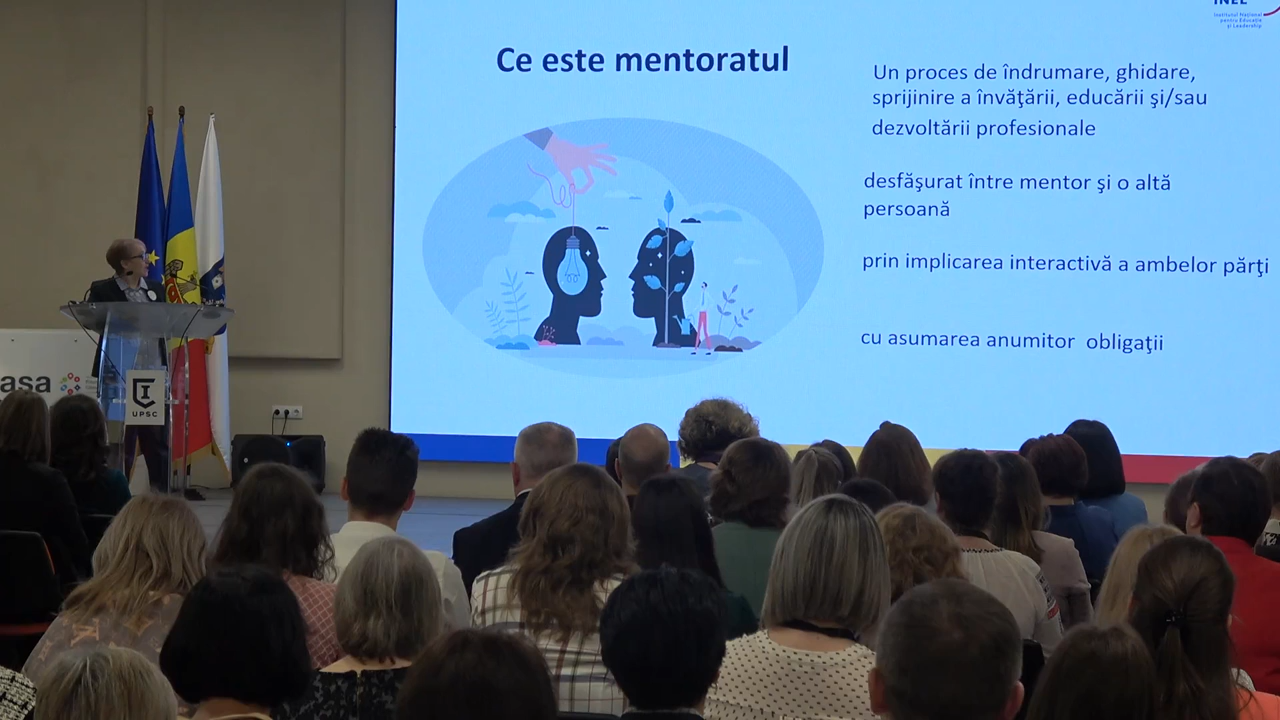 INEL
Institutul Național
pentru Educație
și Leadership
Ce este mentoratul
Un proces de îndrumare, ghidare,
sprijinire a învăţării, educării şi/sau
dezvoltării profesionale
desfăşurat între mentor şi o altă
persoană
prin implicarea interactivă a ambelor părţi
cu asumarea anumitor obligaţii
asa
UPSC